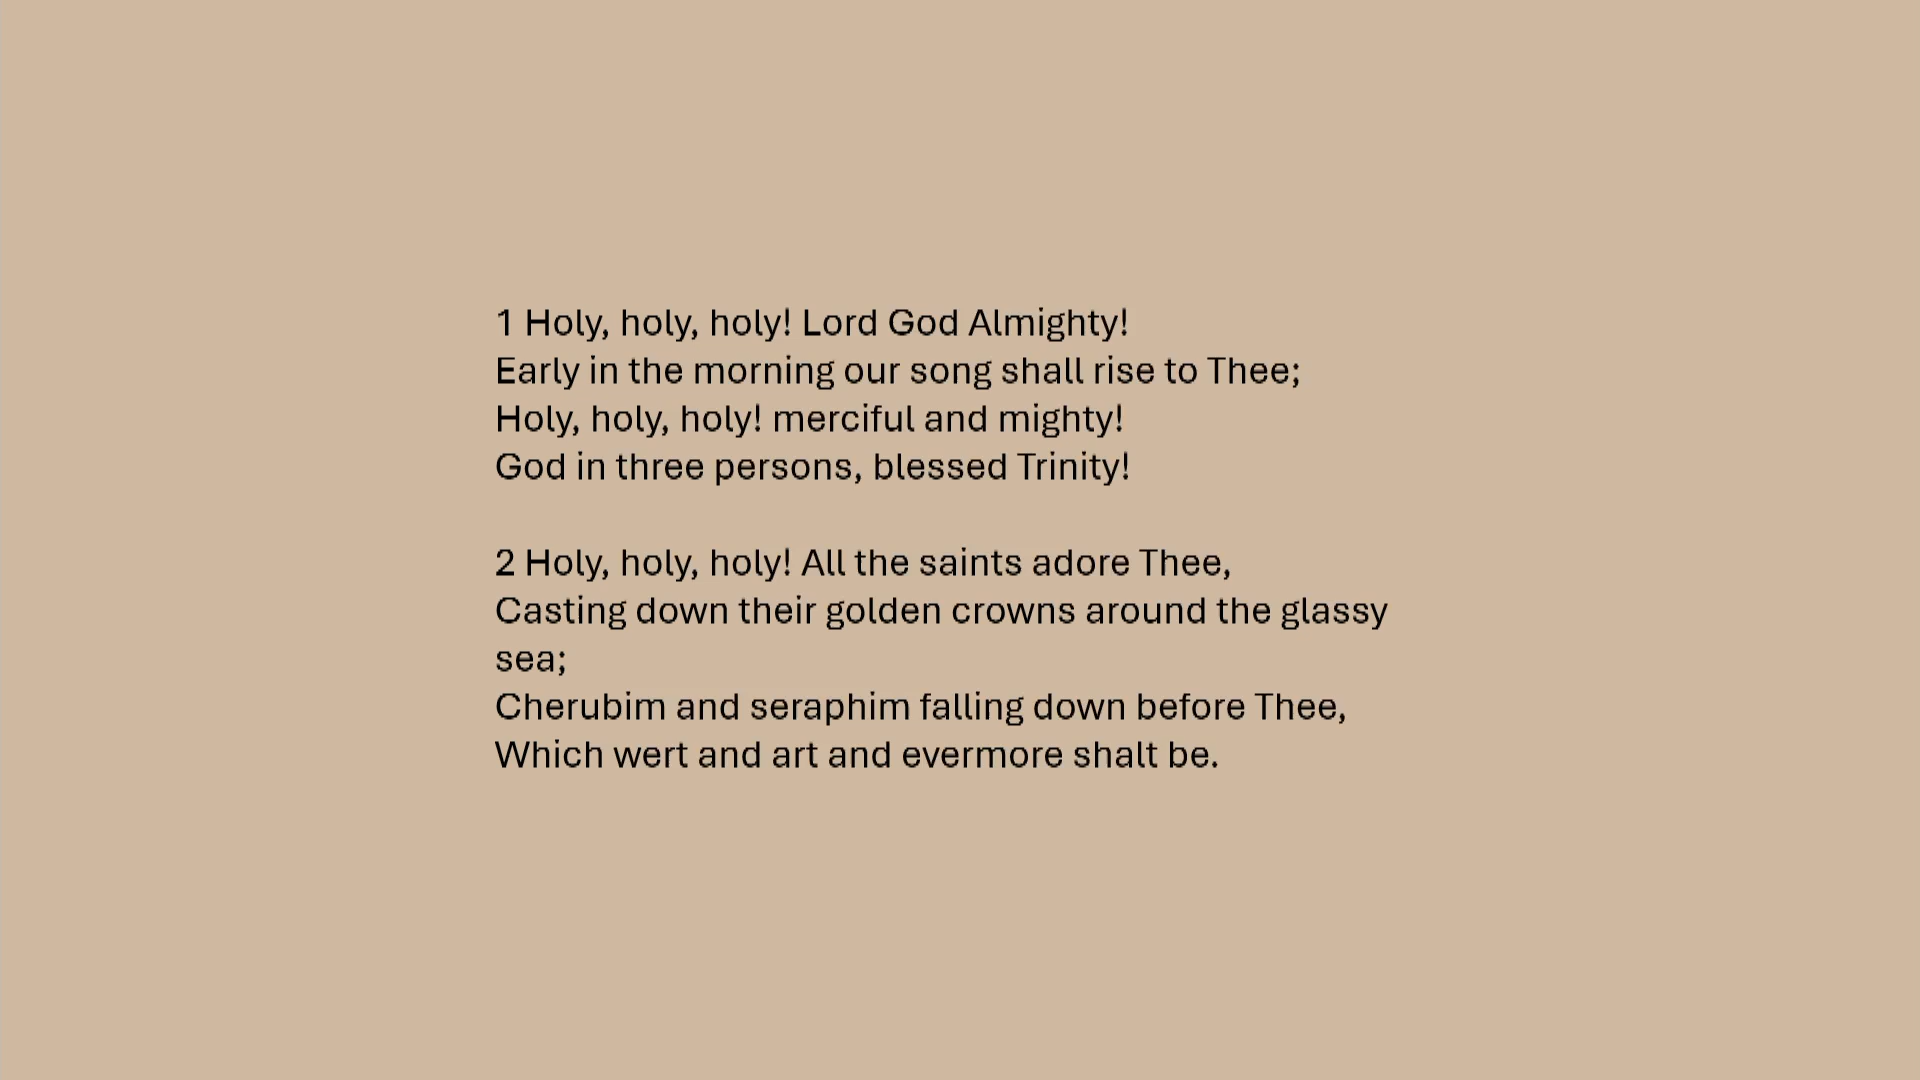 1 Holy, holy, holy! Lord God Almighty!
Early in the morning our song shall rise to Thee;
Holy, holy, holy! merciful and mighty!
God in three persons, blessed Trinity!
2 Holy, holy, holy! All the saints adore Thee,
Casting down their golden crowns around the glassy
sea;
Cherubim and seraphim falling down before Thee,
Which wert and art and evermore shalt be.